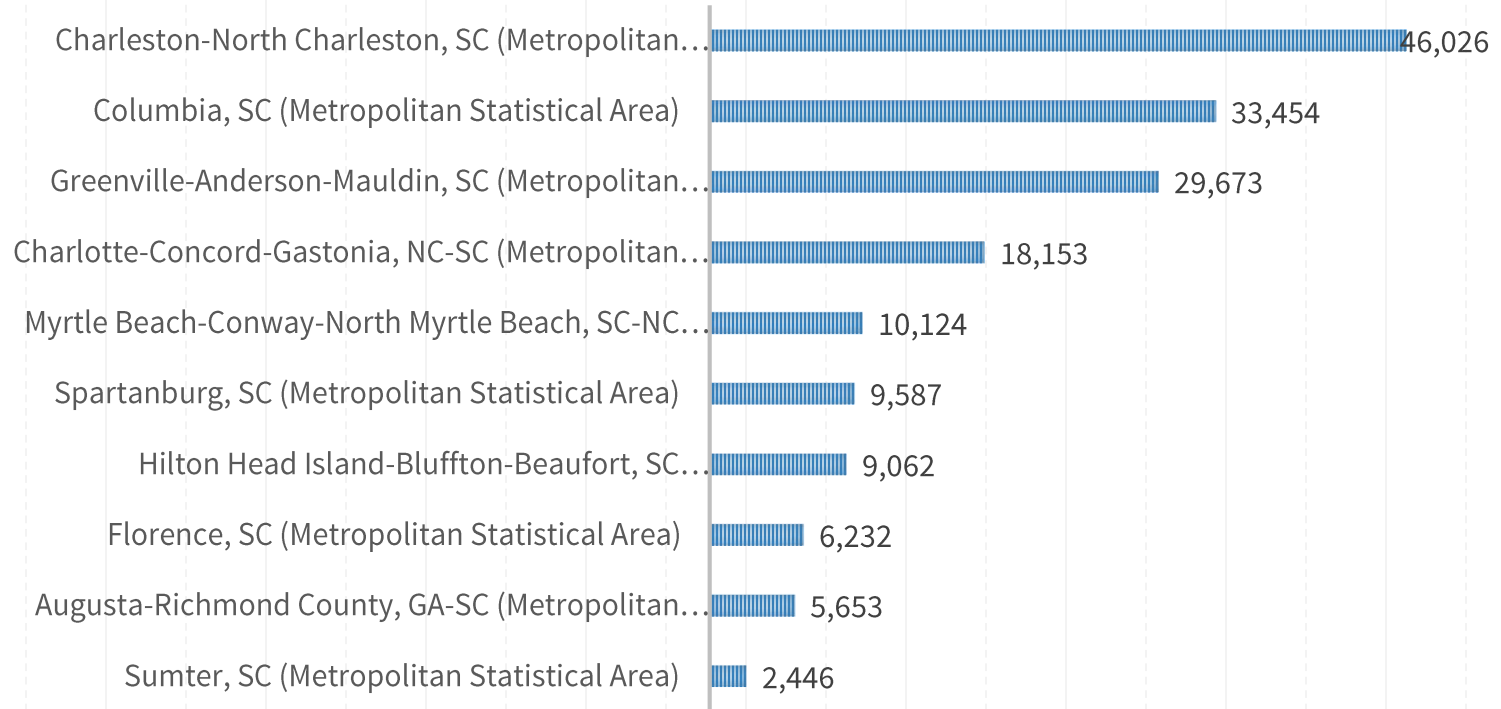 Charleston-North Charleston, SC (Metropolitan… 46,026
Columbia, SC (Metropolitan Statistical Area) 33,454
Greenville-Anderson-Mauldin, SC (Metropolitan… 29,673
Charlotte-Concord-Gastonia, NC-SC (Metropolitan… 18,153
Myrtle Beach-Conway-North Myrtle Beach, SC-NC… 10,124
Spartanburg, SC (Metropolitan Statistical Area) 9,587
Hilton Head Island-Bluffton-Beaufort, SC… 9,062
Florence, SC (Metropolitan Statistical Area) 6,232
Augusta-Richmond County, GA-SC (Metropolitan… 5,653
Sumter, SC (Metropolitan Statistical Area) 2,446